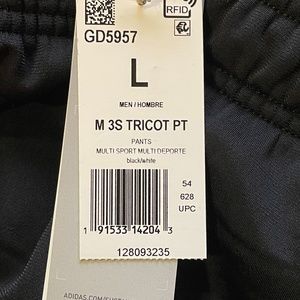 RFID
GD5957
L
MEN / HOMBRE
M 3S TRICOT PT
PANTS
MULTI SPORT MULTI DEPORTE
black/white
54
628
UPC
1 91533 14204 3
128093235